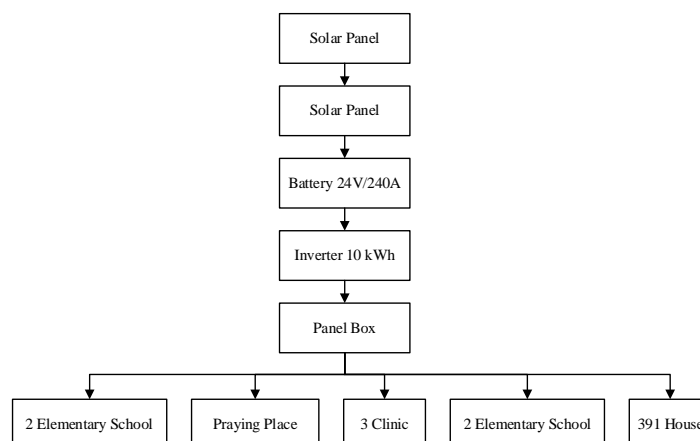 Solar Panel
Solar Panel
Battery 24V/240A
Inverter 10 kWh
Panel Box
2 Elementary School
Praying Place
3 Clinic
2 Elementary School
391 House